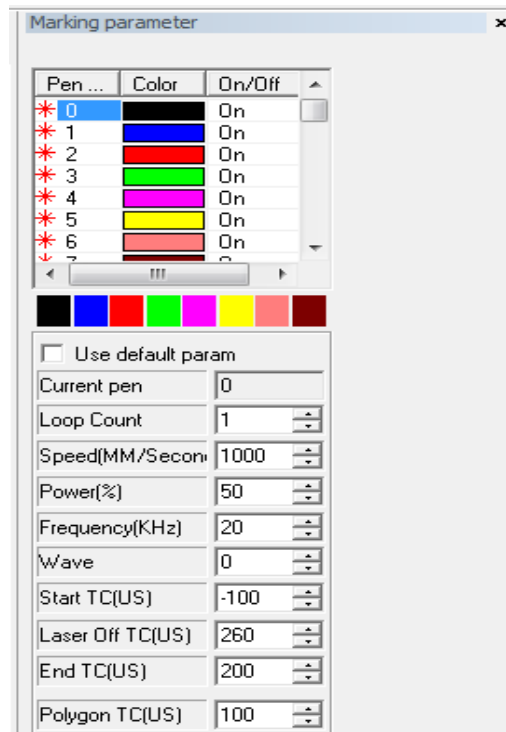 Marking parameter
Pen ... Color On/Off
0 On
1 On
2 On
3 On
4 On
5 On
6 On
Use default param
Current pen 0
Loop Count 1
Speed(MM/Secon 1000
Power(%) 50
Frequency(KHz) 20
Wave 0
Start TC(US) -100
Laser Off TC(US) 260
End TC(US) 200
Polygon TC(US) 100